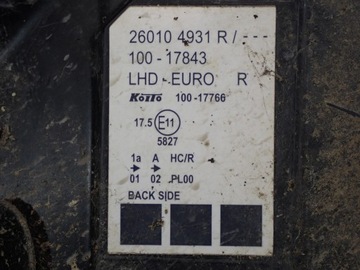 26010 4931 R / ---
100 - 17843
LHD - EURO R
KOITO 100 -17766
17.5 E11
5827
1a A HC/R
01 02 PL00
BACK SIDE